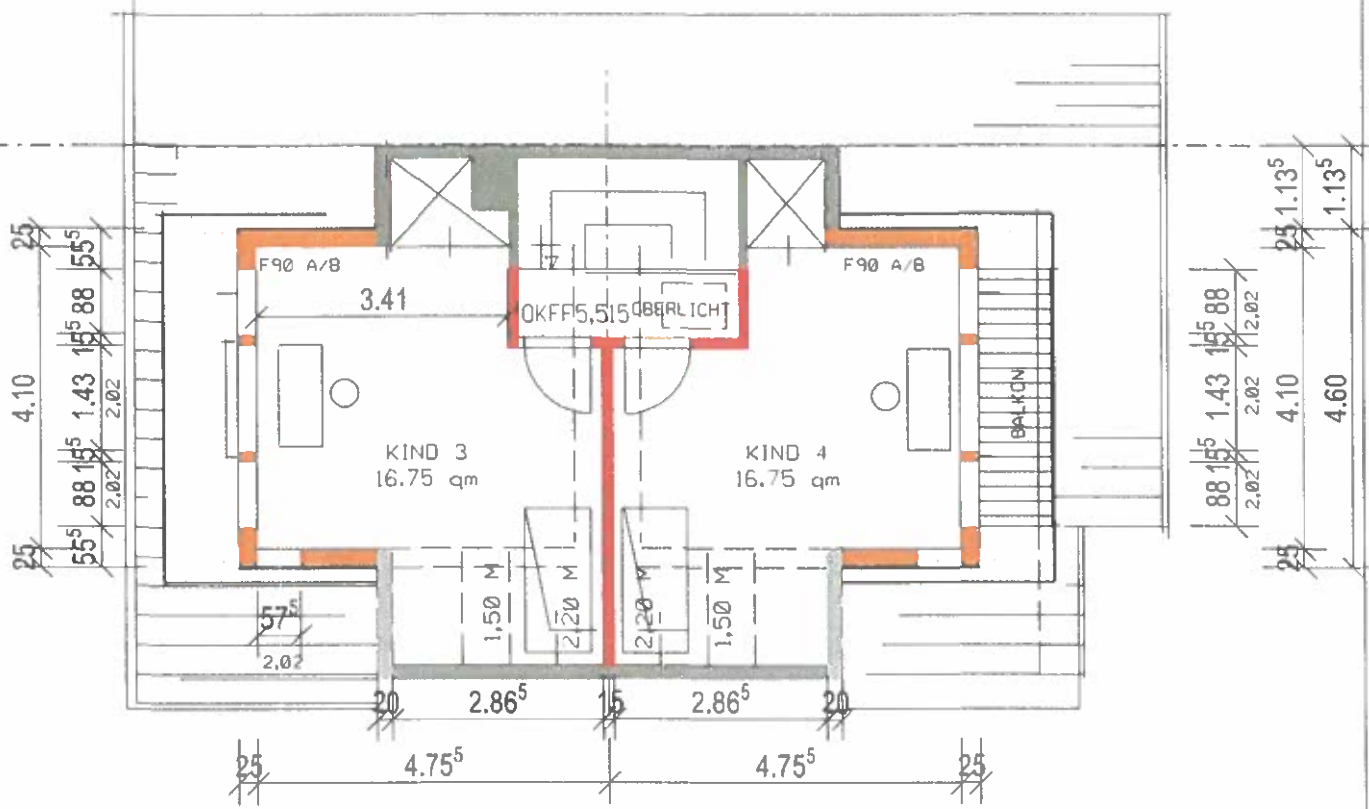 F90 A/B
F90 A/B
3.41
OKFF 5,515
OBERLICHT
KIND 3
16.75 qm
KIND 4
16.75 qm
BALKON
1,50 M
2,20 M
2,20 M
1,50 M
25
4.10
25
55⁵
88
15⁵
1.43
15⁵
88
55⁵
2,02
2,02
57⁵
2,02
88
15⁵
1.43
15⁵
88
2,02
2,02
2,02
1.13⁵
25
4.10
25
1.13⁵
4.60
20
2.86⁵
15
2.86⁵
20
25
4.75⁵
4.75⁵
25